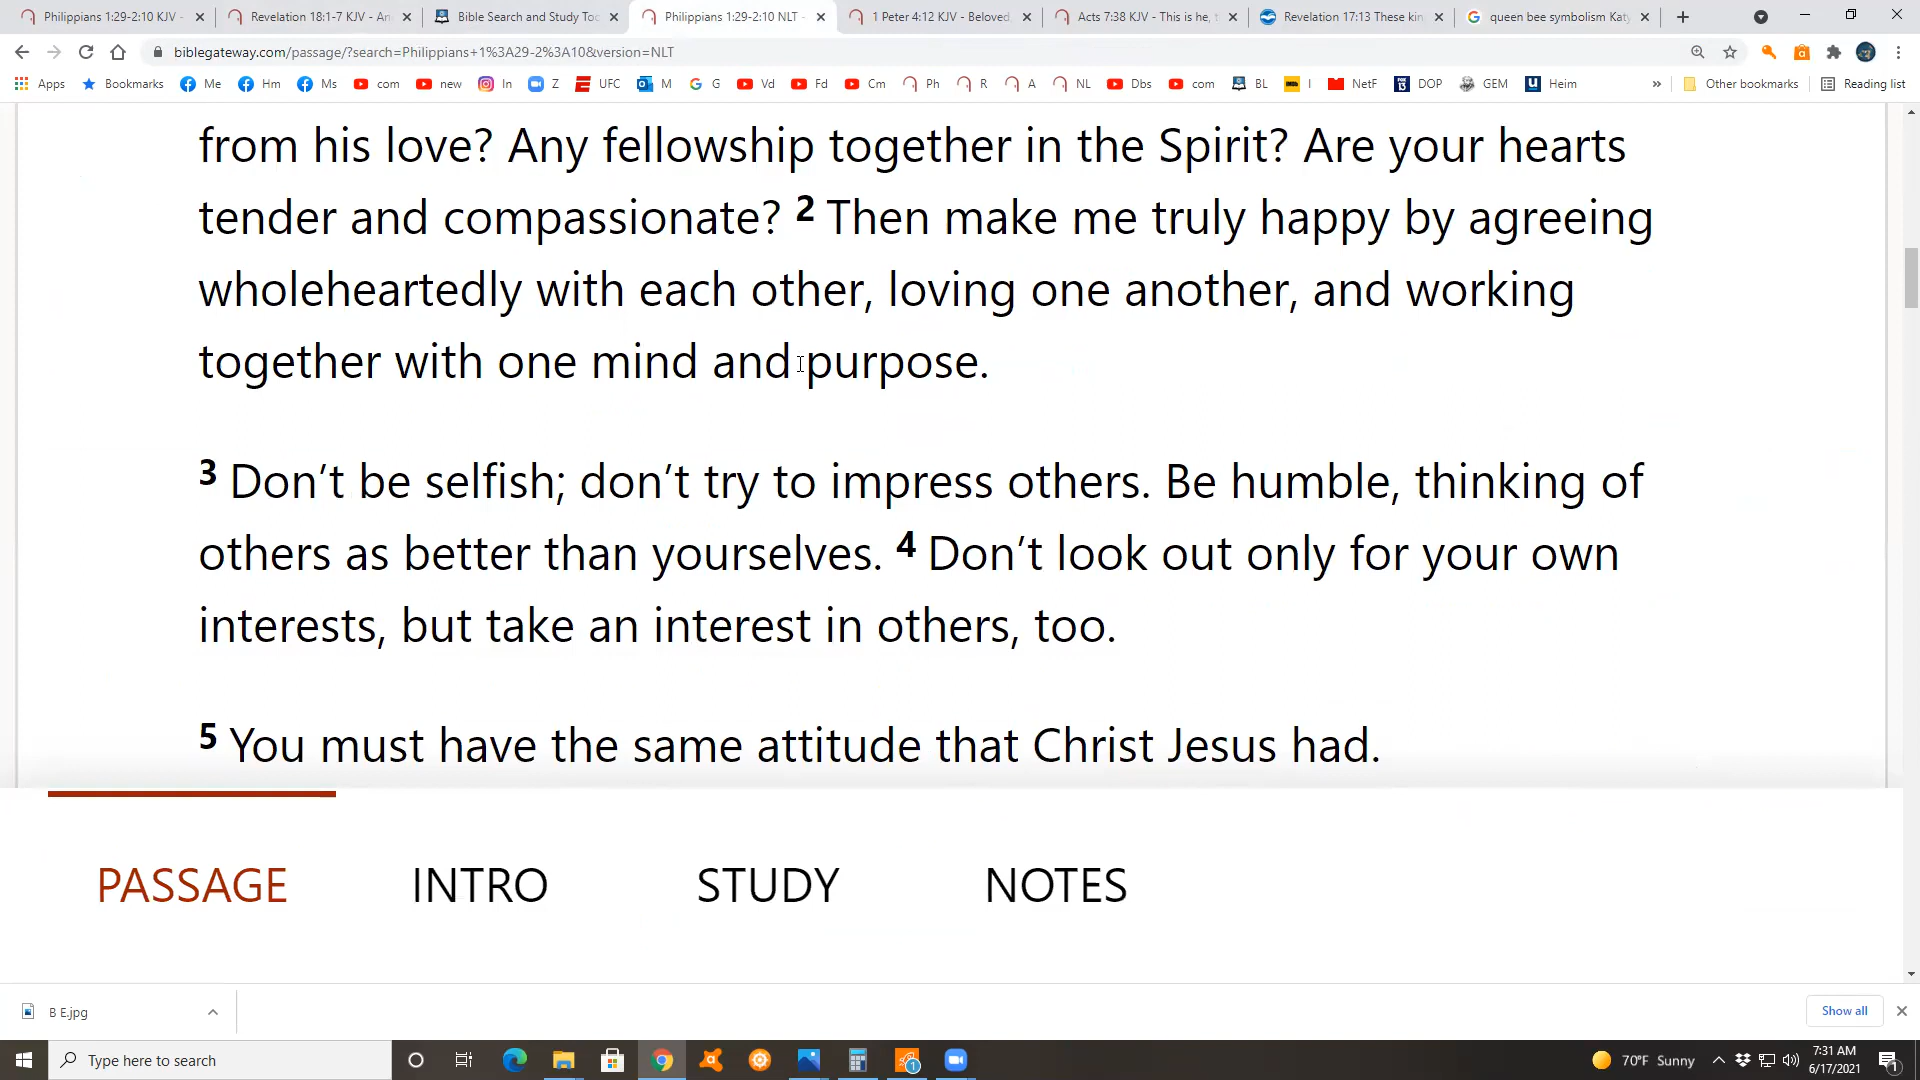 Philippians 1:29-2:10 KJV -
Revelation 18:1-7 KJV - An
Bible Search and Study Too
Philippians 1:29-2:10 NLT -
1 Peter 4:12 KJV - Beloved,
Acts 7:38 KJV - This is he, t
Revelation 17:13 These kin
queen bee symbolism Katy
biblegateway.com/passage/?search=Philippians+1%3A29-2%3A10&version=NLT
Apps Bookmarks Me Hm Ms com new In Z UFC M G Vd Fd Cm Ph R A NL Dbs com BL I NetF DOP GEM Heim » Other bookmarks Reading list
from his love? Any fellowship together in the Spirit? Are your hearts
tender and compassionate? 2 Then make me truly happy by agreeing
wholeheartedly with each other, loving one another, and working
together with one mind and purpose.
3 Don’t be selfish; don’t try to impress others. Be humble, thinking of
others as better than yourselves. 4 Don’t look out only for your own
interests, but take an interest in others, too.
5 You must have the same attitude that Christ Jesus had.
PASSAGE INTRO STUDY NOTES
B E.jpg
Show all
Type here to search
70°F Sunny
7:31 AM
6/17/2021